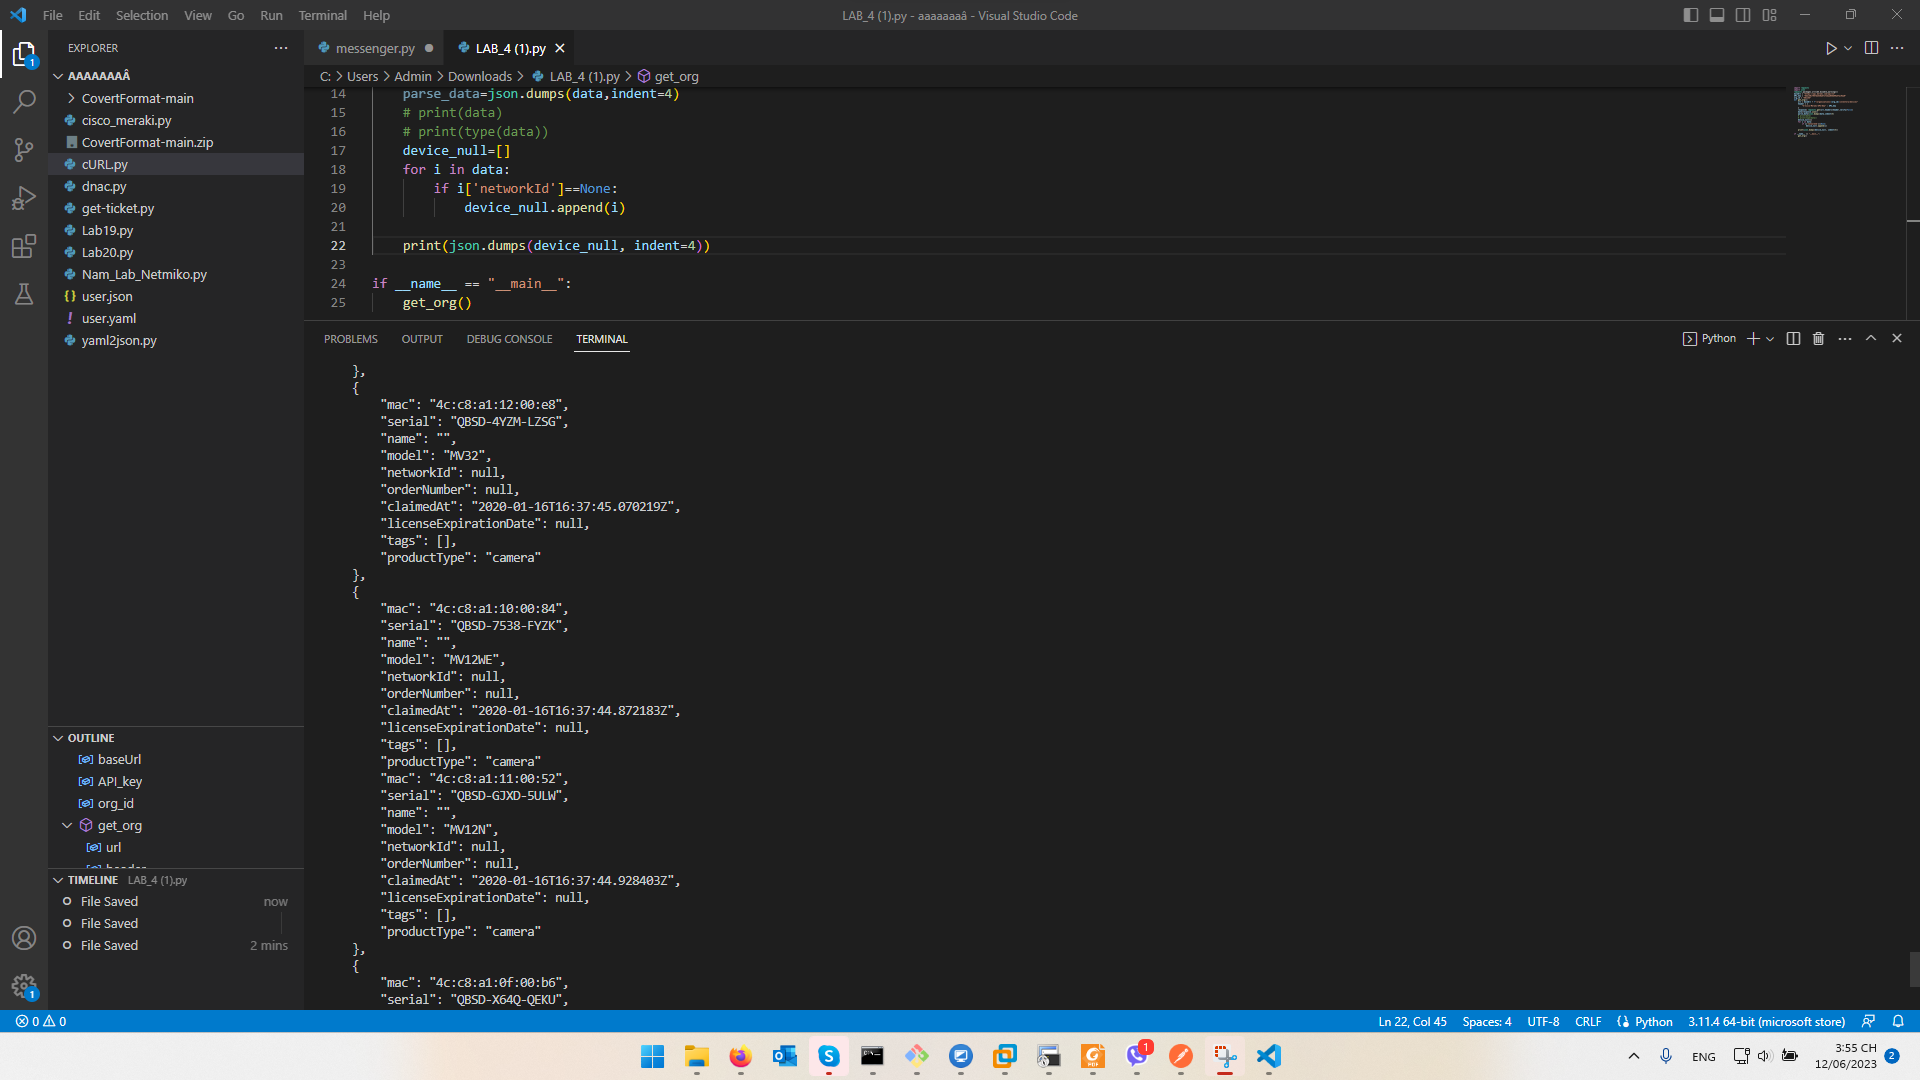 File Edit Selection View Go Run Terminal Help
LAB_4 (1).py - aaaaaaaâ - Visual Studio Code
EXPLORER
AAAAAAAÂ
CovertFormat-main
cisco_meraki.py
CovertFormat-main.zip
cURL.py
dnac.py
get-ticket.py
Lab19.py
Lab20.py
Nam_Lab_Netmiko.py
{} user.json
! user.yaml
yaml2json.py
OUTLINE
baseUrl
API_key
org_id
get_org
url
TIMELINE LAB_4 (1).py
File Saved now
File Saved
File Saved 2 mins
messenger.py
LAB_4 (1).py
C: > Users > Admin > Downloads > LAB_4 (1).py > get_org
14 parse_data=json.dumps(data,indent=4)
15 # print(data)
16 # print(type(data))
17 device_null=[]
18 for i in data:
19 if i['networkId']==None:
20 device_null.append(i)
21
22 print(json.dumps(device_null, indent=4))
23
24 if __name__ == "__main__":
25 get_org()
PROBLEMS OUTPUT DEBUG CONSOLE TERMINAL
Python
},
{
"mac": "4c:c8:a1:12:00:e8",
"serial": "QBSD-4YZM-LZSG",
"name": "",
"model": "MV32",
"networkId": null,
"orderNumber": null,
"claimedAt": "2020-01-16T16:37:45.070219Z",
"licenseExpirationDate": null,
"tags": [],
"productType": "camera"
},
{
"mac": "4c:c8:a1:10:00:84",
"serial": "QBSD-7538-FYZK",
"name": "",
"model": "MV12WE",
"networkId": null,
"orderNumber": null,
"claimedAt": "2020-01-16T16:37:44.872183Z",
"licenseExpirationDate": null,
"tags": [],
"productType": "camera"
"mac": "4c:c8:a1:11:00:52",
"serial": "QBSD-GJXD-5ULW",
"name": "",
"model": "MV12N",
"networkId": null,
"orderNumber": null,
"claimedAt": "2020-01-16T16:37:44.928403Z",
"licenseExpirationDate": null,
"tags": [],
"productType": "camera"
},
{
"mac": "4c:c8:a1:0f:00:b6",
"serial": "QBSD-X64Q-QEKU",
0 0
Ln 22, Col 45 Spaces: 4 UTF-8 CRLF Python 3.11.4 64-bit (microsoft store)
ENG
3:55 CH
12/06/2023
2